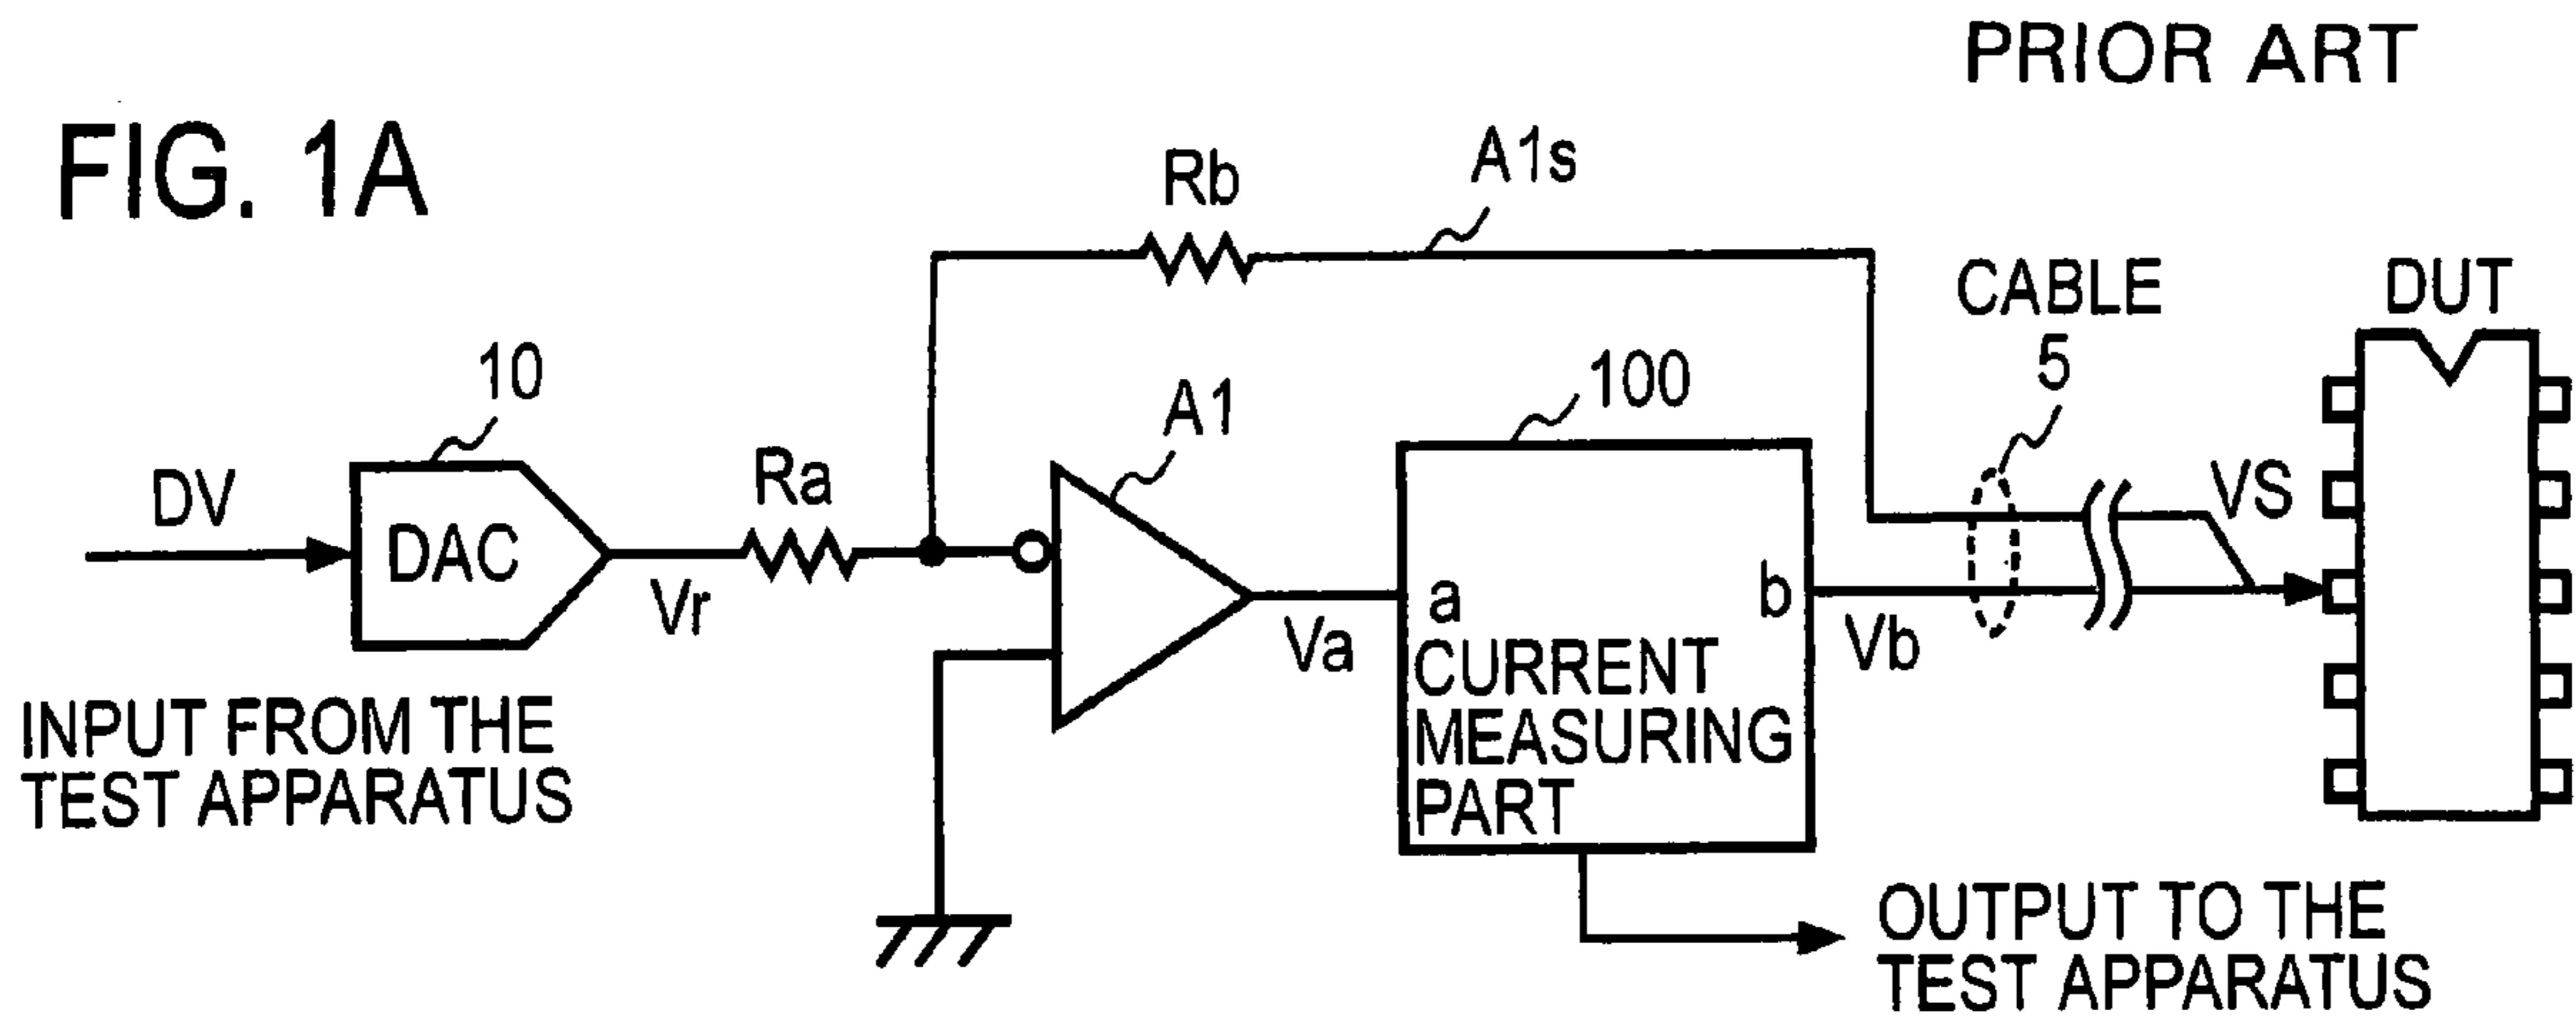 PRIOR ART
FIG. 1A
Rb
A1s
CABLE
5
DUT
10
A1
100
DV
DAC
Ra
Vr
Va
a
b
Vb
VS
CURRENT
MEASURING
PART
INPUT FROM THE
TEST APPARATUS
OUTPUT TO THE
TEST APPARATUS